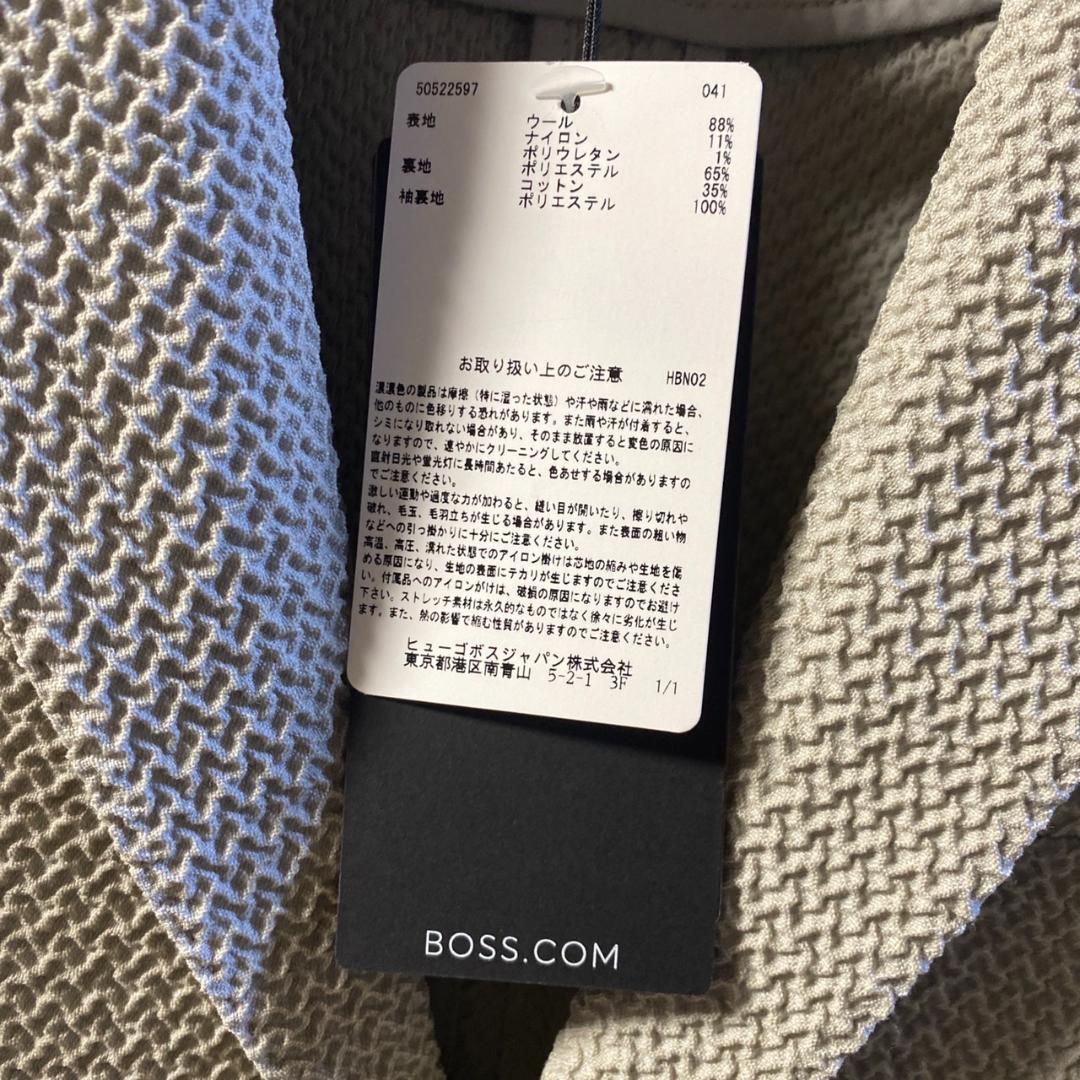 50522597 041
表地 ウール 88%
ナイロン 11%
ポリウレタン 1%
裏地 ポリエステル 65%
コットン 35%
袖裏地 ポリエステル 100%
お取り扱い上のご注意 HBN02
濃濃色の製品は摩擦（特に湿った状態）や汗や雨などに濡れた場合、
他のものに色移りする恐れがあります。また雨や汗が付着すると、
シミになり取れない場合があり、そのまま放置すると変色の原因に
なりますので、速やかにクリーニングしてください。
直射日光や蛍光灯に長時間あたると、色あせする場合がありますの
でご注意ください。
激しい運動や過度な力が加わると、縫い目が開いたり、擦り切れや
破れ、毛玉、毛羽立ちが生じる場合があります。また表面の粗い物
などへの引っ掛かりに十分にご注意ください。
高温、高圧、濡れた状態でのアイロン掛けは芯地の縮みや生地を傷
める原因になり、生地の表面にテカリが生じますのでご注意くださ
い。付属品へのアイロンがけは、破損の原因になりますのでお避け
下さい。ストレッチ素材は永久的なものではなく徐々に劣化が生じ
ます。また、熱の影響で縮む性質がありますのでご注意ください。
ヒューゴボスジャパン株式会社
東京都港区南青山 5-2-1 3F 1/1
BOSS.COM